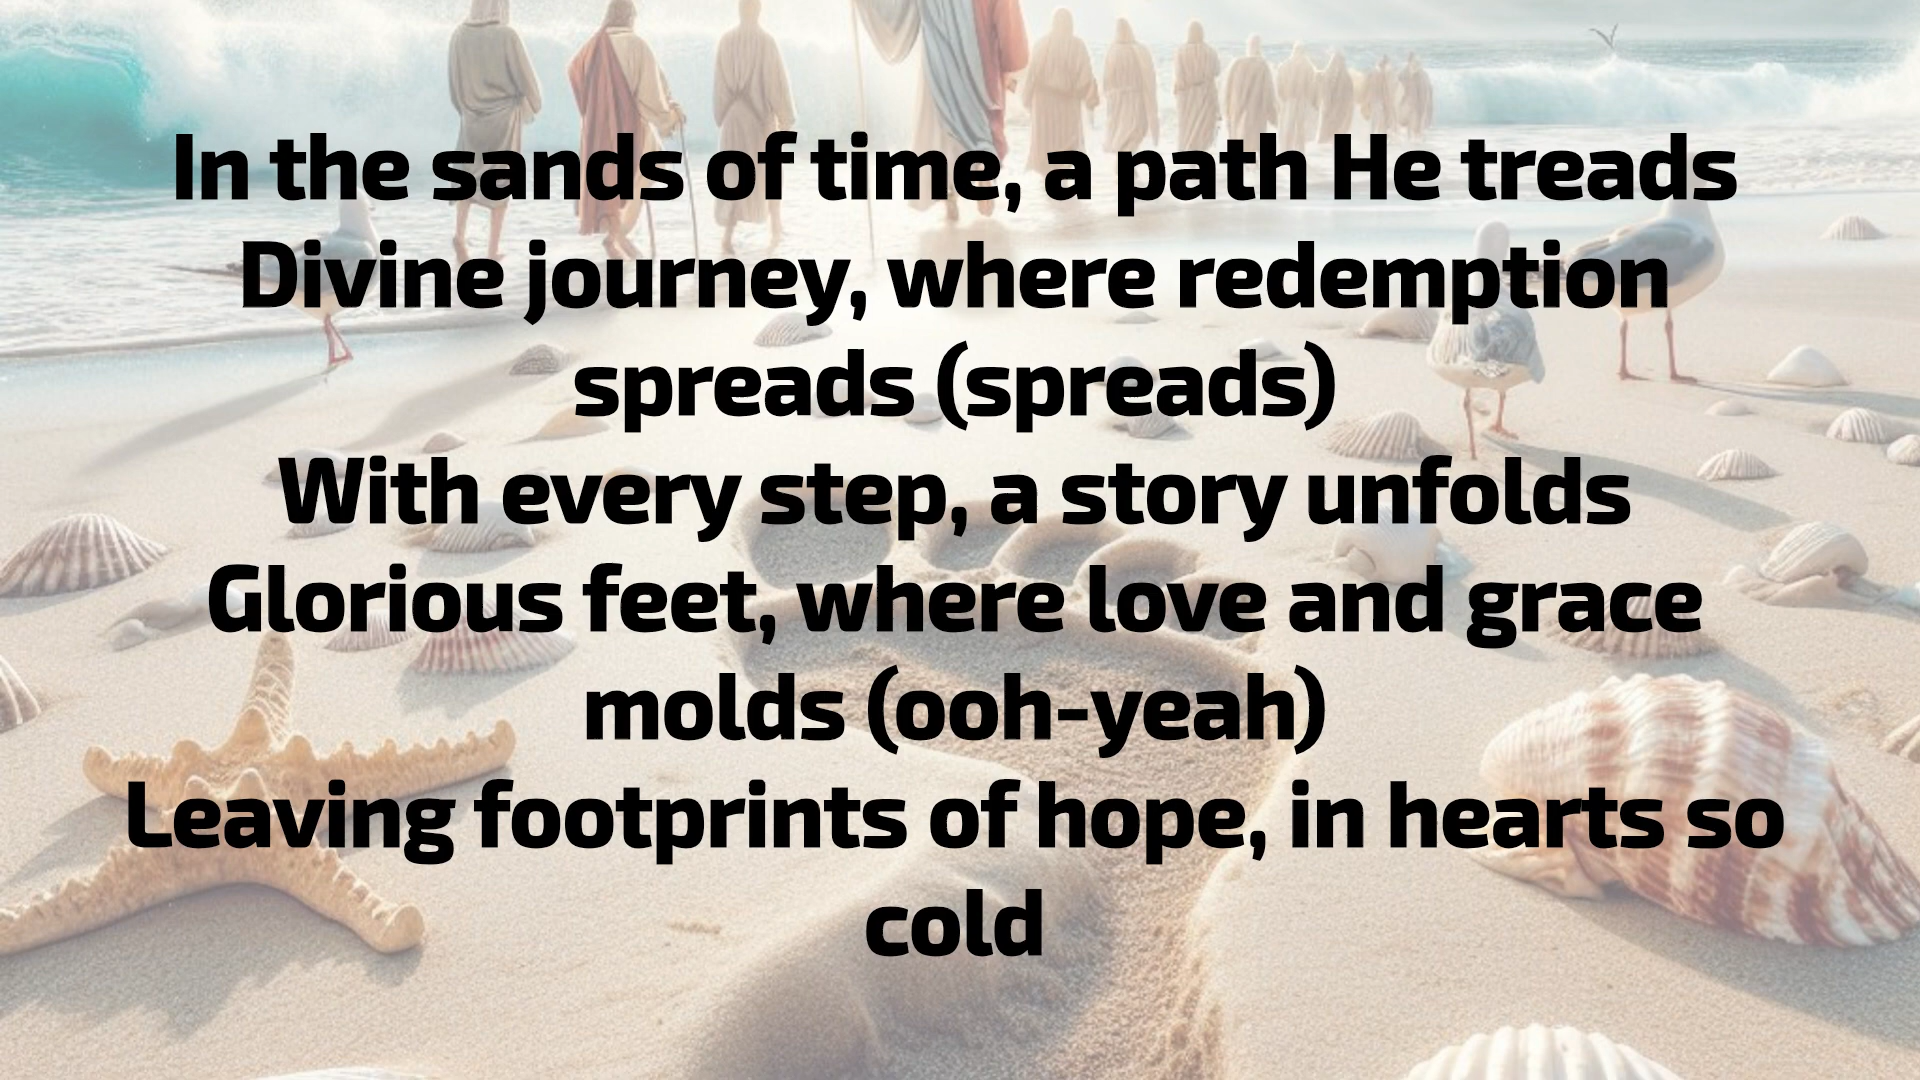 In the sands of time, a path He treads
Divine journey, where redemption
spreads (spreads)
With every step, a story unfolds
Glorious feet, where love and grace
molds (ooh-yeah)
Leaving footprints of hope, in hearts so
cold